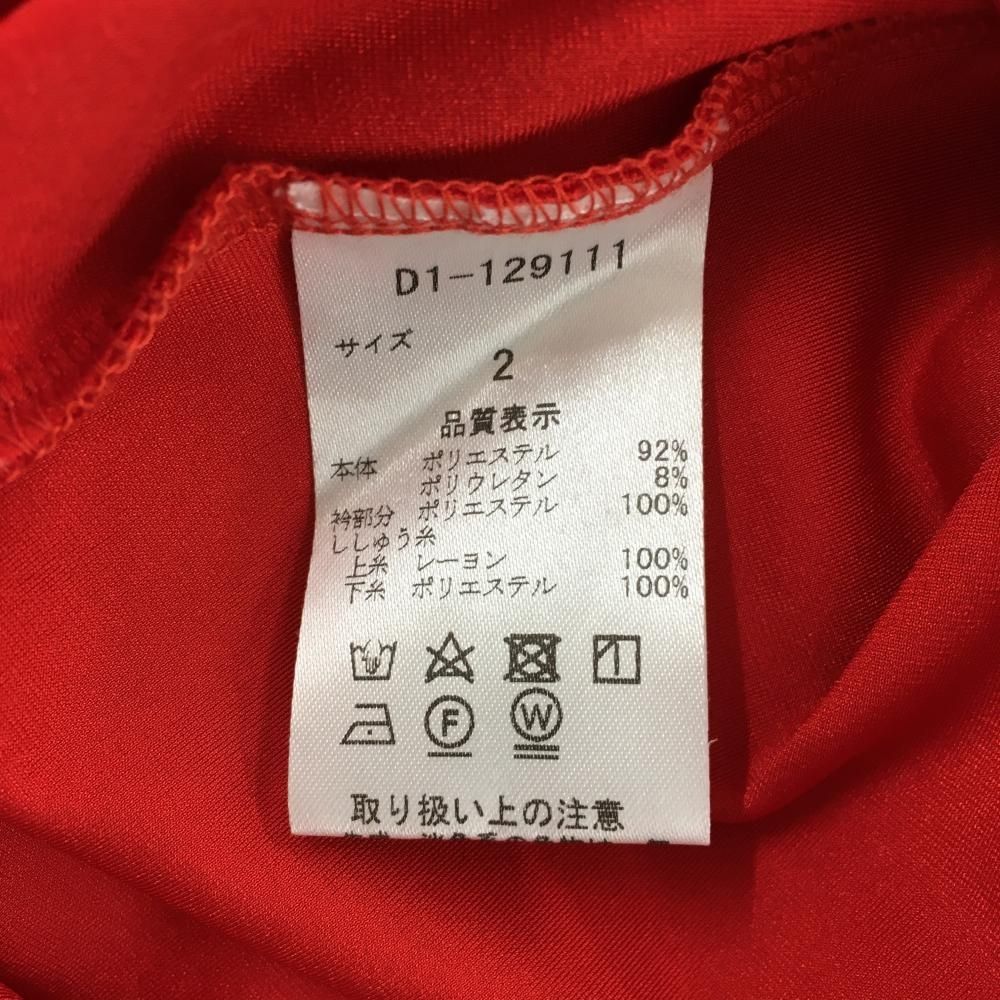 D1-129111
サイズ
2
品質表示
本体 ポリエステル 92%
ポリウレタン 8%
衿部分 ポリエステル 100%
ししゅう糸
上糸 レーヨン 100%
下糸 ポリエステル 100%
F W
取り扱い上の注意